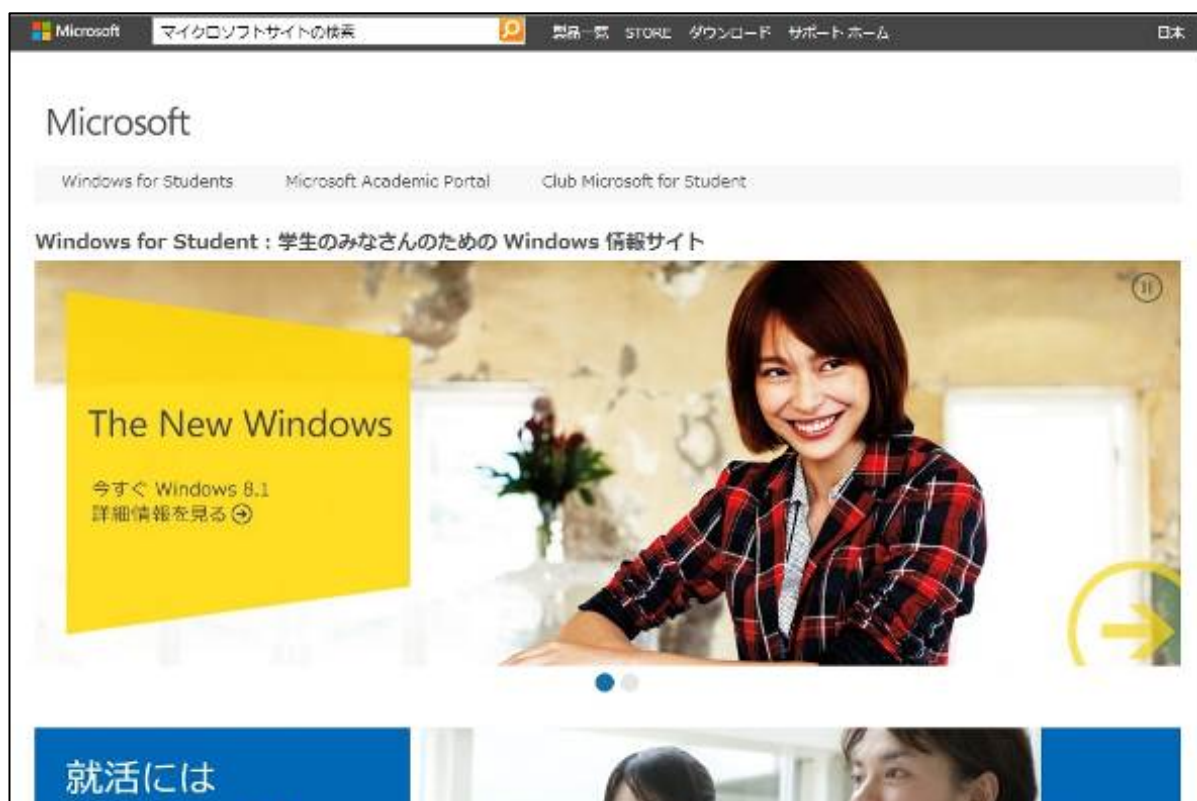 Microsoft マイクロソフトサイトの検索 製品一覧 STORE ダウンロード サポート ホーム 日本
Microsoft
Windows for Students Microsoft Academic Portal Club Microsoft for Student
Windows for Student : 学生のみなさんのための Windows 情報サイト
The New Windows
今すぐ Windows 8.1
詳細情報を見る
就活には